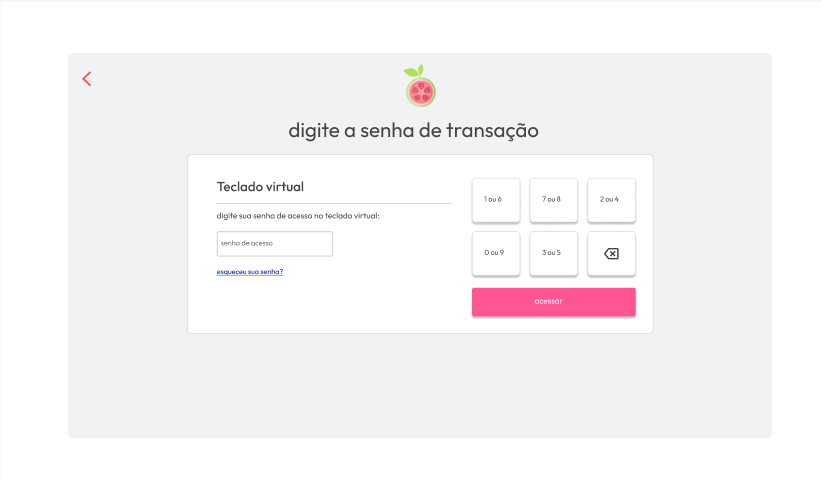 digite a senha de transação
Teclado virtual
digite sua senha de acesso no teclado virtual:
senha de acesso
esqueceu sua senha?
1 ou 6
7 ou 8
2 ou 4
0 ou 9
3 ou 5
acessar